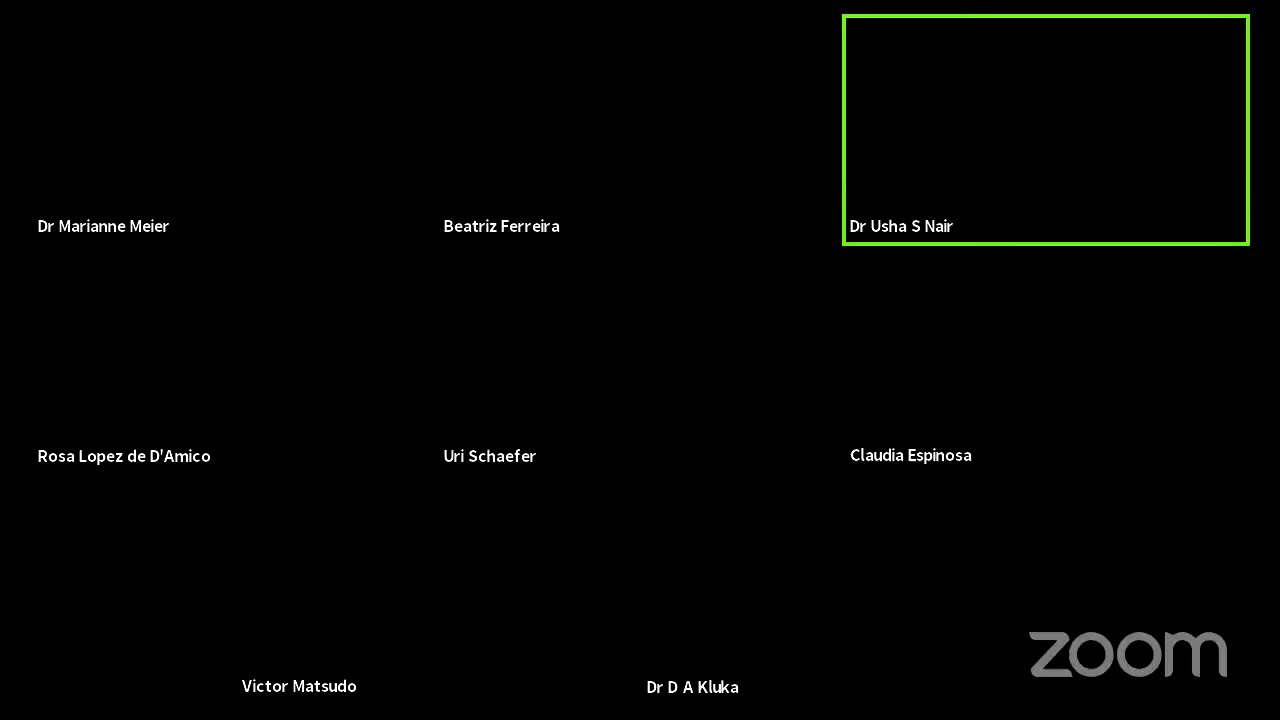 Dr Marianne Meier
Beatriz Ferreira
Dr Usha S Nair
Rosa Lopez de D'Amico
Uri Schaefer
Claudia Espinosa
Victor Matsudo
Dr D A Kluka
zoom